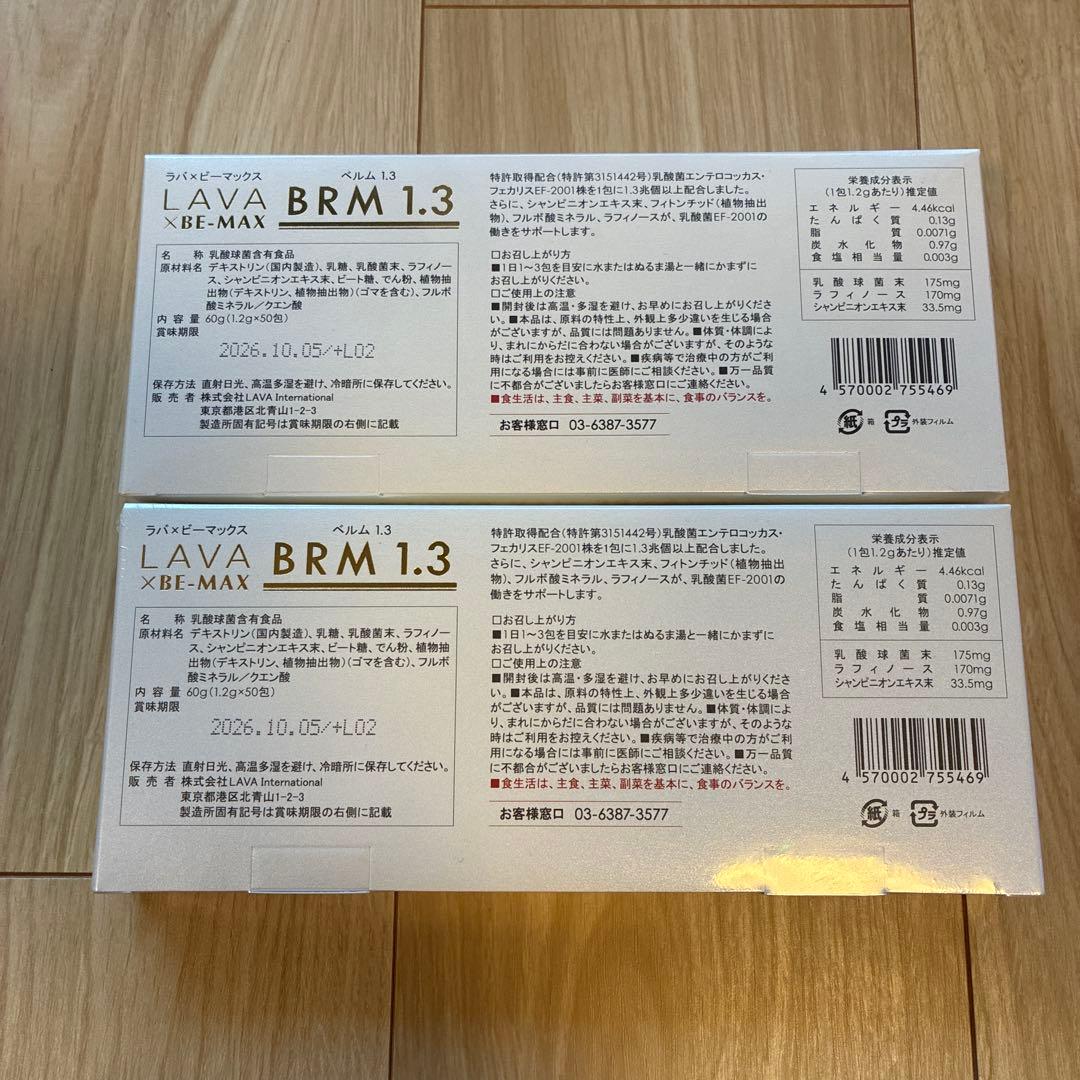 ラバ×ビーマックス ベルム 1.3
LAVA
×BE-MAX BRM 1.3
名 称 乳酸球菌含有食品
原材料名 デキストリン(国内製造)、乳糖、乳酸菌末、ラフィノー
ス、シャンピニオンエキス末、ビート糖、でん粉、植物抽
出物(デキストリン、植物抽出物)(ゴマを含む)、フルボ
酸ミネラル/クエン酸
内 容 量 60g(1.2g×50包)
賞味期限
2026.10.05/+L02
保存方法 直射日光、高温多湿を避け、冷暗所に保存してください。
販 売 者 株式会社LAVA International
東京都港区北青山1-2-3
製造所固有記号は賞味期限の右側に記載
特許取得配合(特許第3151442号)乳酸菌エンテロコッカス・
フェカリスEF-2001株を1包に1.3兆個以上配合しました。
さらに、シャンピニオンエキス末、フィトンチッド(植物抽出
物)、フルボ酸ミネラル、ラフィノースが、乳酸菌EF-2001の
働きをサポートします。
□お召し上がり方
■1日1〜3包を目安に水またはぬるま湯と一緒にかまずに
お召し上がりください。
□ご使用上の注意
■開封後は高温・多湿を避け、お早めにお召し上がりくださ
い。■本品は、原料の特性上、外観上多少違いを生じる場合
がございますが、品質には問題ありません。■体質・体調によ
り、まれにからだに合わない場合がございますが、そのような
時はご利用をお控えください。■疾病等で治療中の方がご利
用になる場合には事前に医師にご相談ください。■万一品質
に不都合がございましたらお客様窓口にご連絡ください。
■食生活は、主食、主菜、副菜を基本に、食事のバランスを。
お客様窓口 03-6387-3577
栄養成分表示
(1包1.2gあたり)推定値
エネルギー 4.46kcal
たんぱく質 0.13g
脂質 0.0071g
炭水化物 0.97g
食塩相当量 0.003g
乳酸球菌末 175mg
ラフィノース 170mg
シャンピニオンエキス末 33.5mg
4 570002 755469
紙 箱 プラ 外装フィルム
ラバ×ビーマックス ベルム 1.3
LAVA
×BE-MAX BRM 1.3
名 称 乳酸球菌含有食品
原材料名 デキストリン(国内製造)、乳糖、乳酸菌末、ラフィノー
ス、シャンピニオンエキス末、ビート糖、でん粉、植物抽
出物(デキストリン、植物抽出物)(ゴマを含む)、フルボ
酸ミネラル/クエン酸
内 容 量 60g(1.2g×50包)
賞味期限
2026.10.05/+L02
保存方法 直射日光、高温多湿を避け、冷暗所に保存してください。
販 売 者 株式会社LAVA International
東京都港区北青山1-2-3
製造所固有記号は賞味期限の右側に記載
特許取得配合(特許第3151442号)乳酸菌エンテロコッカス・
フェカリスEF-2001株を1包に1.3兆個以上配合しました。
さらに、シャンピニオンエキス末、フィトンチッド(植物抽出
物)、フルボ酸ミネラル、ラフィノースが、乳酸菌EF-2001の
働きをサポートします。
□お召し上がり方
■1日1〜3包を目安に水またはぬるま湯と一緒にかまずに
お召し上がりください。
□ご使用上の注意
■開封後は高温・多湿を避け、お早めにお召し上がりくださ
い。■本品は、原料の特性上、外観上多少違いを生じる場合
がございますが、品質には問題ありません。■体質・体調によ
り、まれにからだに合わない場合がございますが、そのような
時はご利用をお控えください。■疾病等で治療中の方がご利
用になる場合には事前に医師にご相談ください。■万一品質
に不都合がございましたらお客様窓口にご連絡ください。
■食生活は、主食、主菜、副菜を基本に、食事のバランスを。
お客様窓口 03-6387-3577
栄養成分表示
(1包1.2gあたり)推定値
エネルギー 4.46kcal
たんぱく質 0.13g
脂質 0.0071g
炭水化物 0.97g
食塩相当量 0.003g
乳酸球菌末 175mg
ラフィノース 170mg
シャンピニオンエキス末 33.5mg
4 570002 755469
紙 箱 プラ 外装フィルム